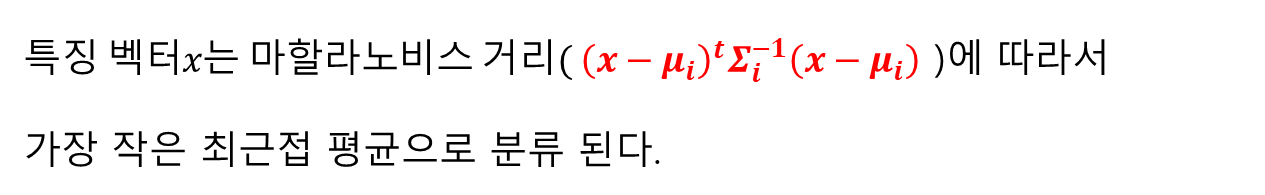 특징 벡터x는 마할라노비스 거리( (x − μᵢ)ᵗΣᵢ⁻¹(x − μᵢ) )에 따라서
가장 작은 최근접 평균으로 분류 된다.